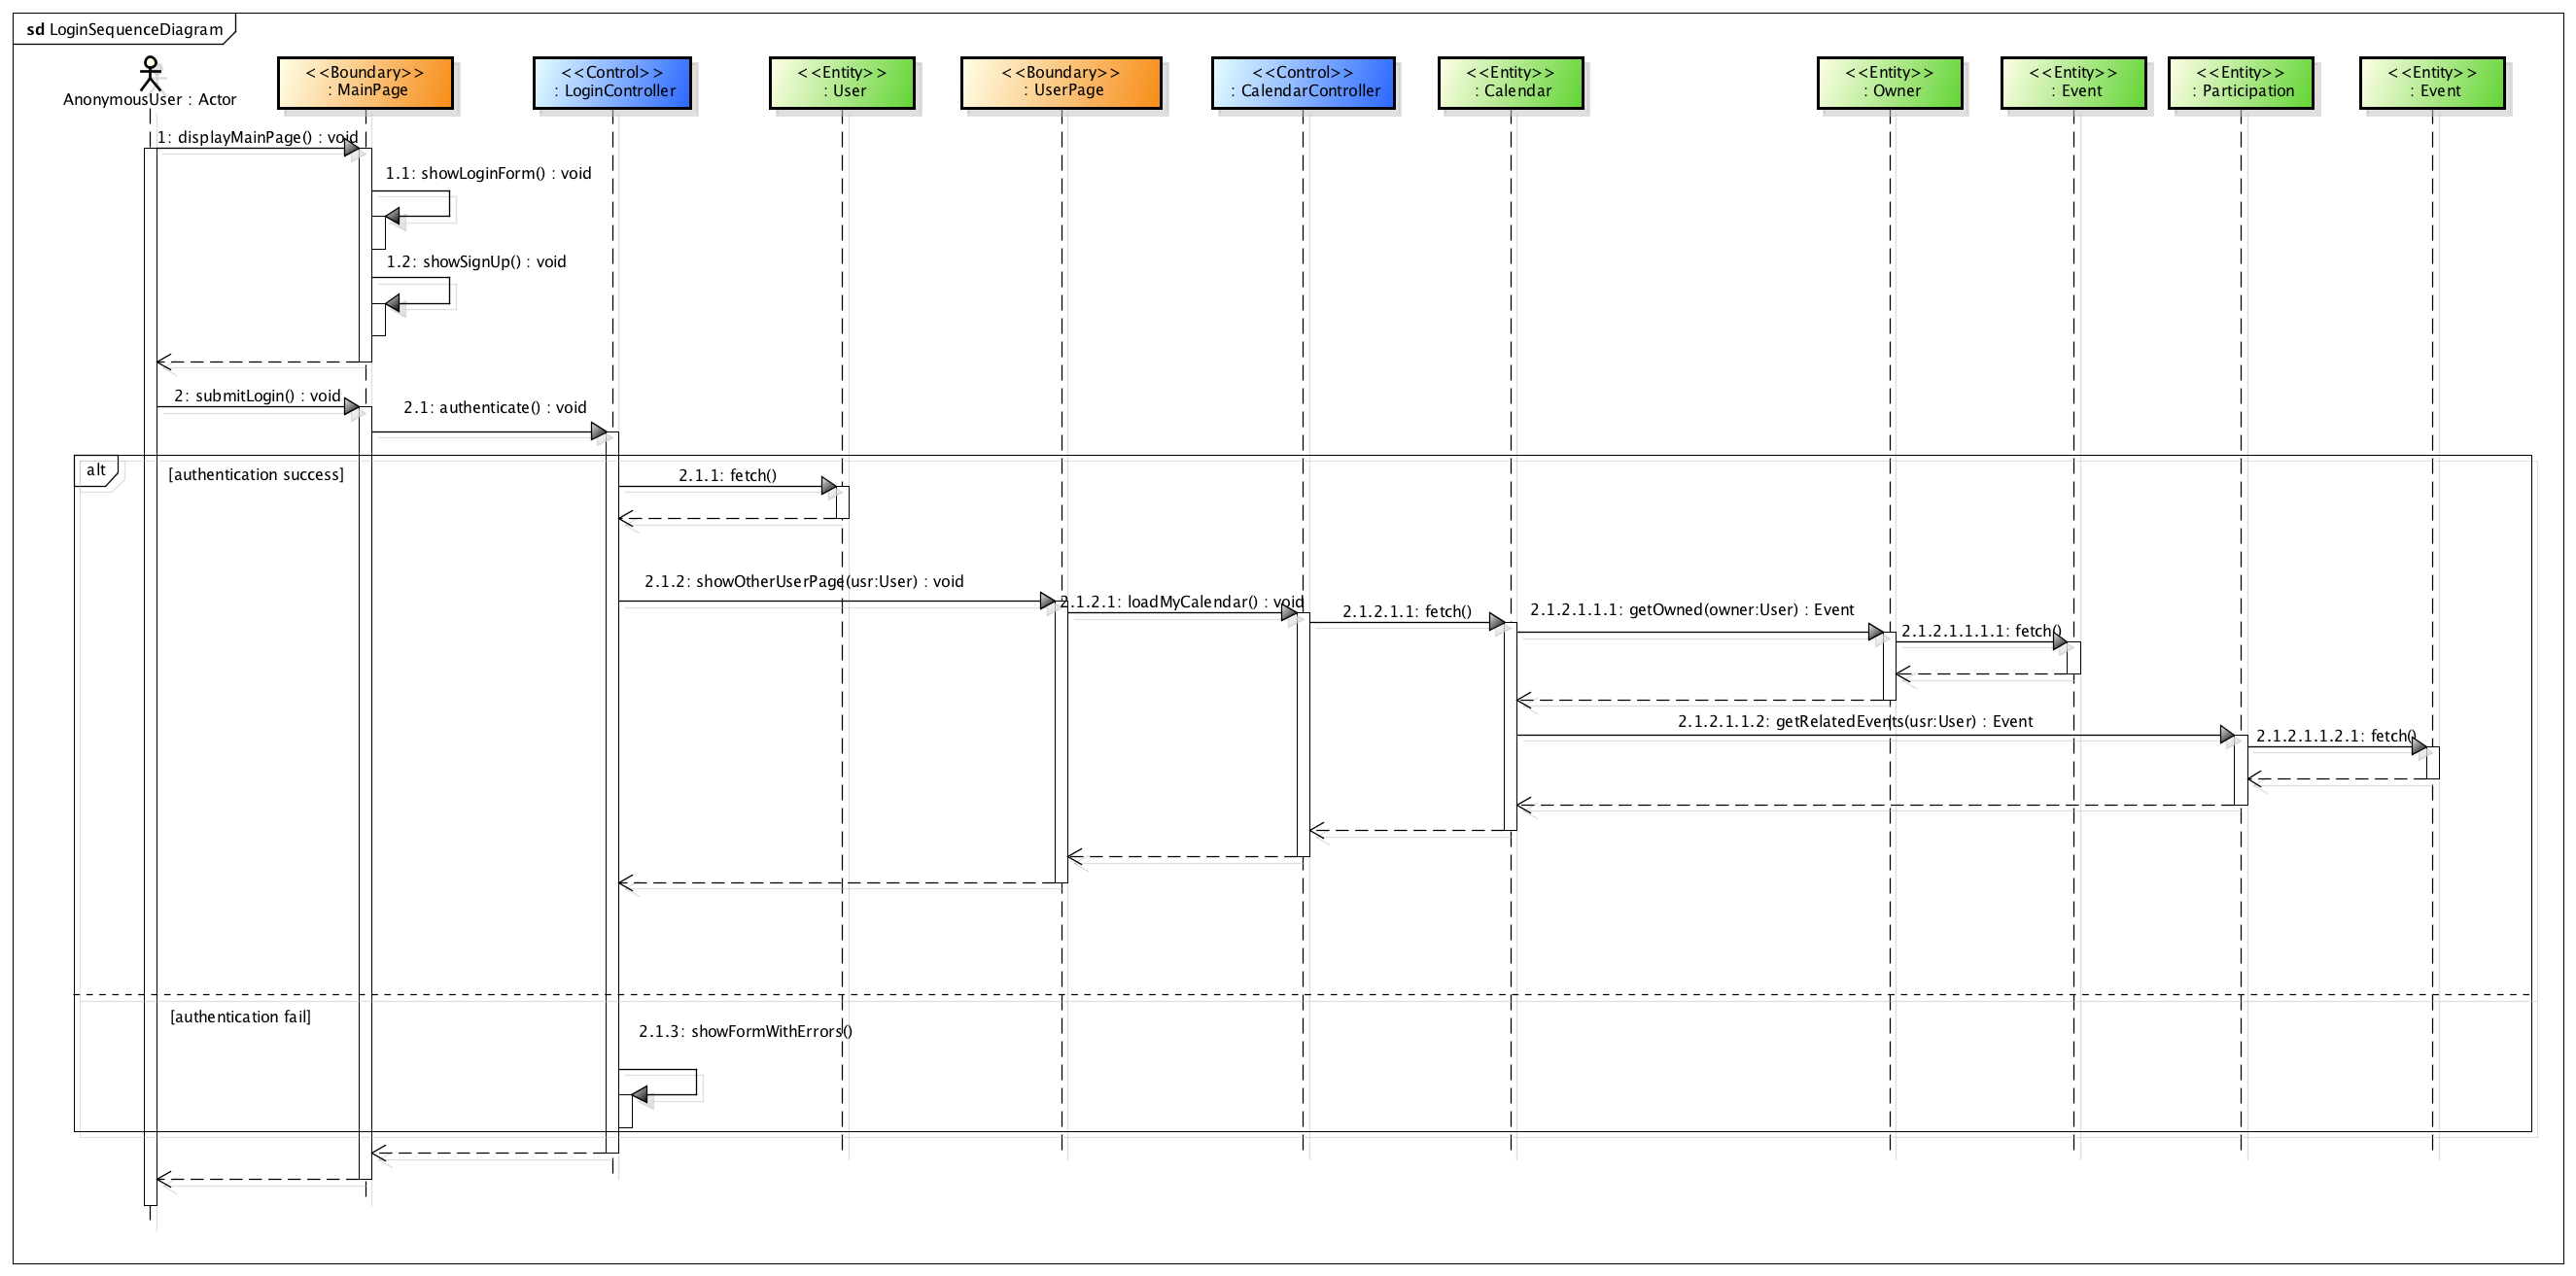 sd LoginSequenceDiagram
AnonymousUser : Actor
<<Boundary>>
: MainPage
<<Control>>
: LoginController
<<Entity>>
: User
<<Boundary>>
: UserPage
<<Control>>
: CalendarController
<<Entity>>
: Calendar
<<Entity>>
: Owner
<<Entity>>
: Event
<<Entity>>
: Participation
<<Entity>>
: Event
1: displayMainPage() : void
1.1: showLoginForm() : void
1.2: showSignUp() : void
2: submitLogin() : void
2.1: authenticate() : void
alt
[authentication success]
2.1.1: fetch()
2.1.2: showOtherUserPage(usr:User) : void
2.1.2.1: loadMyCalendar() : void
2.1.2.1.1: fetch()
2.1.2.1.1.1: getOwned(owner:User) : Event
2.1.2.1.1.1.1: fetch()
2.1.2.1.1.2: getRelatedEvents(usr:User) : Event
2.1.2.1.1.2.1: fetch()
[authentication fail]
2.1.3: showFormWithErrors()